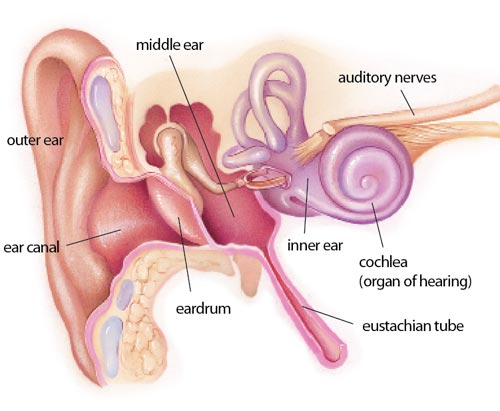 middle ear
auditory nerves
outer ear
ear canal
inner ear
cochlea
(organ of hearing)
eardrum
eustachian tube